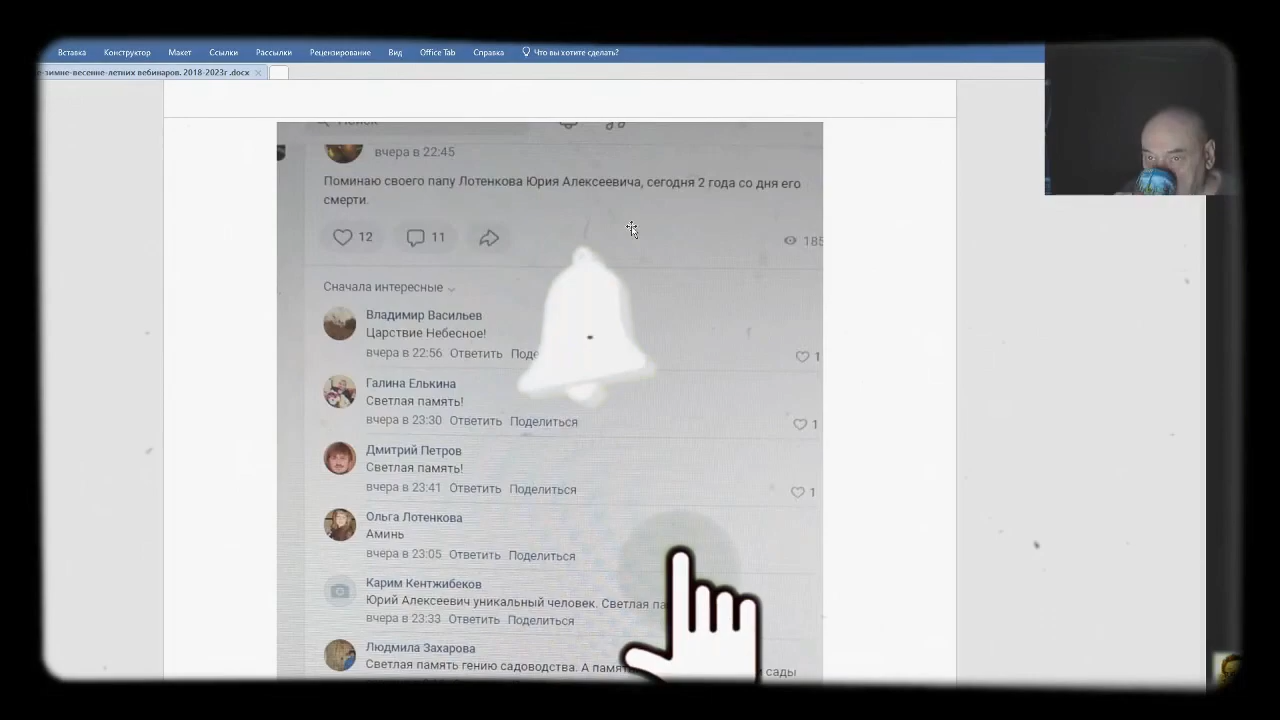 Вставка Конструктор Макет Ссылки Рассылки Рецензирование Вид Office Tab Справка Что вы хотите сделать?
е-зимне-весенне-летних вебинаров. 2018-2023г .docx
Поиск
вчера в 22:45
Поминаю своего папу Лотенкова Юрия Алексеевича, сегодня 2 года со дня его
смерти.
12 11 185
Сначала интересные
Владимир Васильев
Царствие Небесное!
вчера в 22:56 Ответить Поде
1
Галина Елькина
Светлая память!
вчера в 23:30 Ответить Поделиться
1
Дмитрий Петров
Светлая память!
вчера в 23:41 Ответить Поделиться
1
Ольга Лотенкова
Аминь
вчера в 23:05 Ответить Поделиться
Карим Кентжибеков
Юрий Алексеевич уникальный человек. Светлая па
вчера в 23:33 Ответить Поделиться
Людмила Захарова
Светлая память гению садоводства. А памят сады